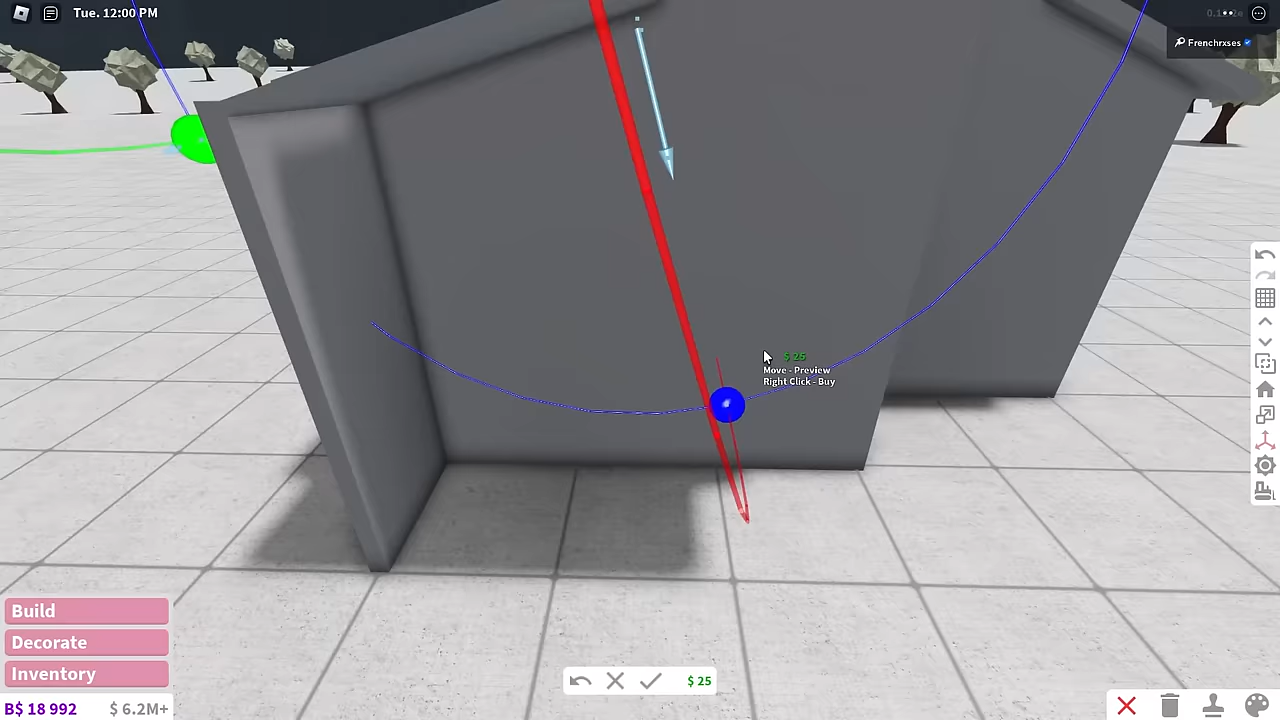 Tue. 12:00 PM
Frenchrxses
$ 25
Move - Preview
Right Click - Buy
Build
Decorate
Inventory
B$ 18 992 $ 6.2M+
$ 25